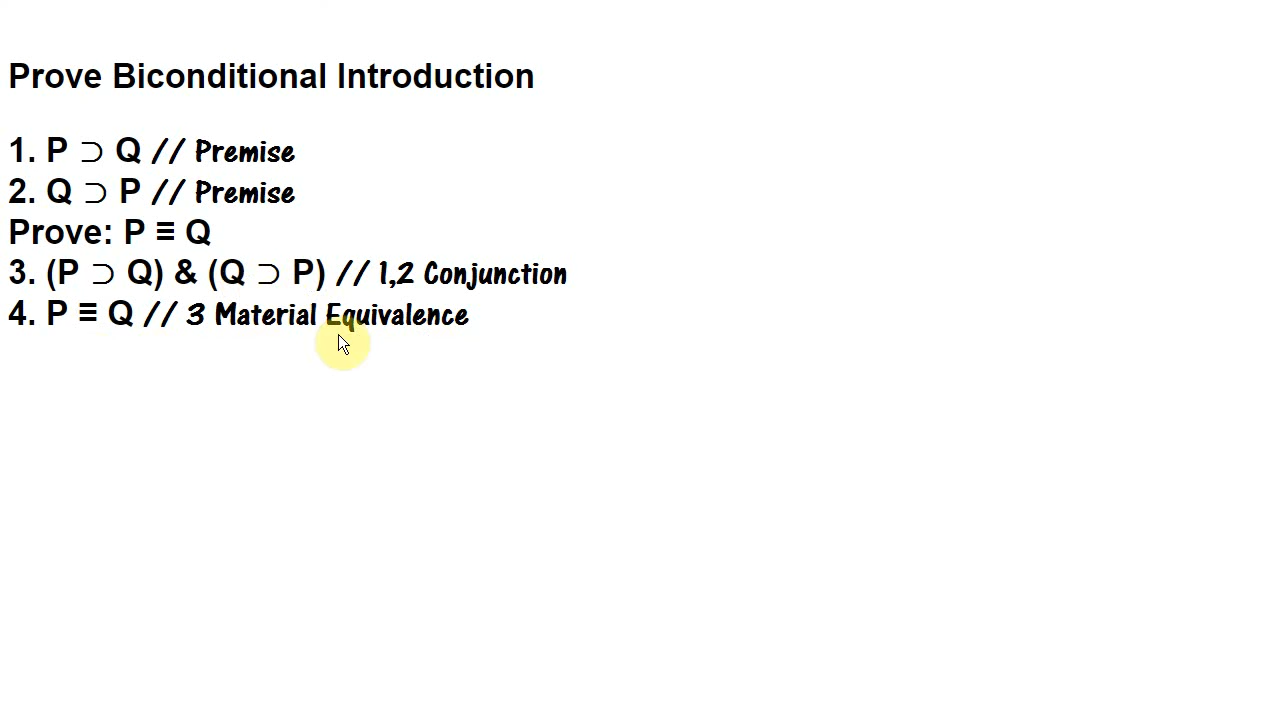 Prove Biconditional Introduction
1. P ⊃ Q // Premise
2. Q ⊃ P // Premise
Prove: P ≡ Q
3. (P ⊃ Q) & (Q ⊃ P) // 1,2 Conjunction
4. P ≡ Q // 3 Material Equivalence